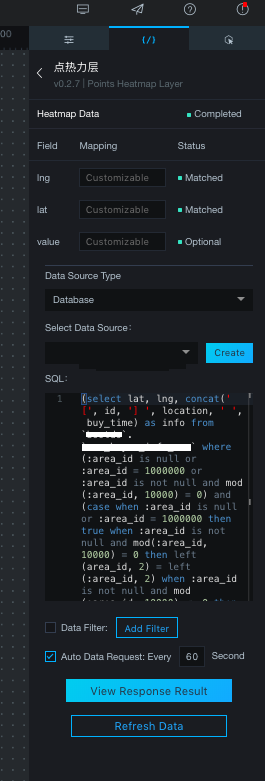 00
点热力层
v0.2.7 | Points Heatmap Layer
Heatmap Data Completed
Field Mapping Status
lng Customizable Matched
lat Customizable Matched
value Customizable Optional
Data Source Type
Database
Select Data Source:
Create
SQL:
1 (select lat, lng, concat('
[', id, '] ', location, ' ',
buy_time) as info from
` `.
` where
(:area_id is null or
:area_id = 1000000 or
:area_id is not null and mod
(:area_id, 10000) = 0) and
(case when :area_id is null
or :area_id = 1000000 then
true when :area_id is not
null and mod(:area_id,
10000) = 0 then left
(area_id, 2) = left
(:area_id, 2) when :area_id
is not null and mod
Data Filter: Add Filter
Auto Data Request: Every 60 Second
View Response Result
Refresh Data